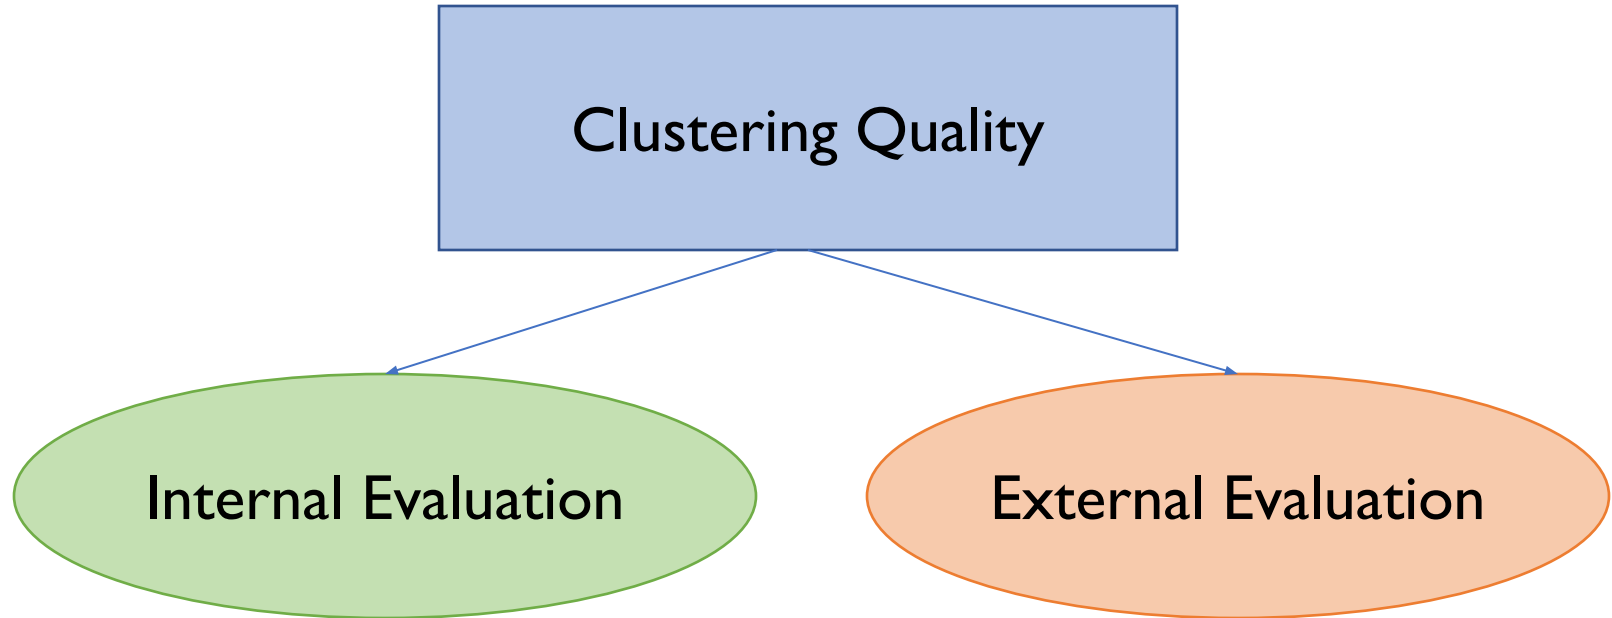 Clustering Quality
Internal Evaluation
External Evaluation